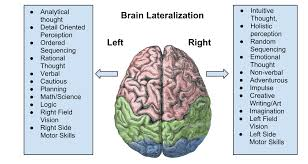 Brain Lateralization
Left
Right
• Analytical
thought
• Detail Oriented
Perception
• Ordered
Sequencing
• Rational
Thought
• Verbal
• Cautious
• Planning
• Math/Science
• Logic
• Right Field
Vision
• Right Side
Motor Skills
• Intuitive
Thought,
• Holistic
perception
• Random
Sequencing
• Emotional
Thought
• Non-verbal
• Adventurous
• Impulse
• Creative
Writing/Art
• Imagination
• Left Field
Vision
• Left Side
Motor Skills